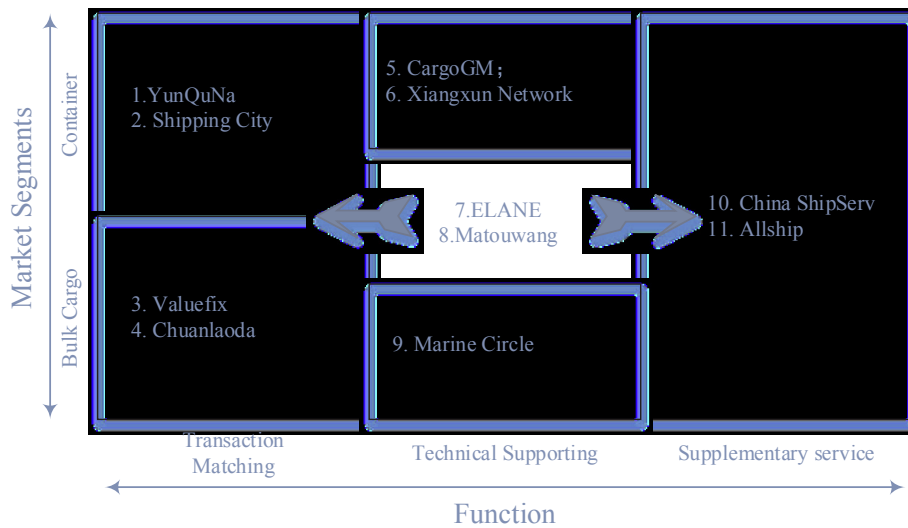 Market Segments
Container
Bulk Cargo
1.YunQuNa
2. Shipping City
3. Valuefix
4. Chuanlaoda
5. CargoGM；
6. Xiangxun Network
7.ELANE
8.Matouwang
9. Marine Circle
10. China ShipServ
11. Allship
Transaction
Matching
Technical Supporting
Supplementary service
Function